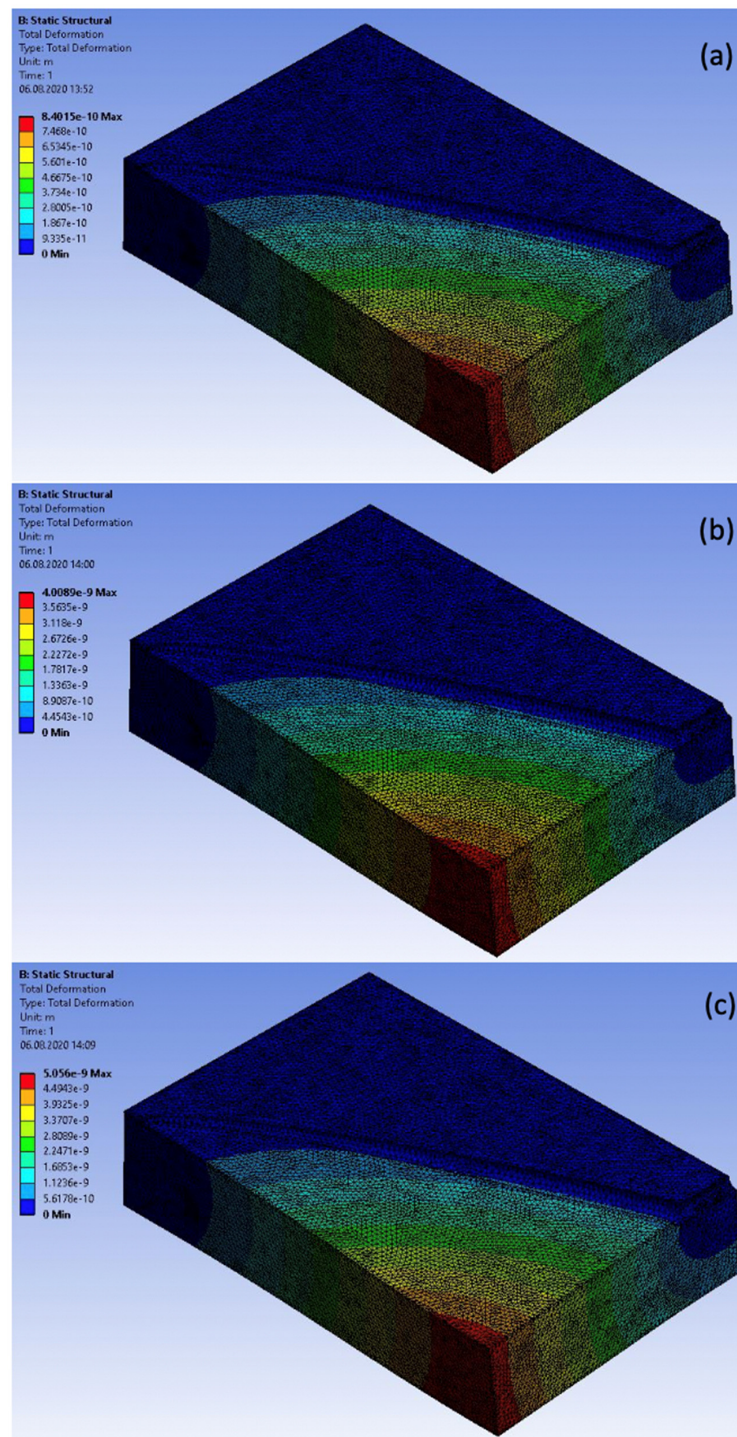 B: Static Structural
Total Deformation
Type: Total Deformation
Unit: m
Time: 1
06.08.2020 13:52
(a)
8.4015e-10 Max
7.468e-10
6.5345e-10
5.601e-10
4.6675e-10
3.734e-10
2.8005e-10
1.867e-10
9.335e-11
0 Min
B: Static Structural
Total Deformation
Type: Total Deformation
Unit: m
Time: 1
06.08.2020 14:00
(b)
4.0089e-9 Max
3.5635e-9
3.118e-9
2.6726e-9
2.2272e-9
1.7817e-9
1.3363e-9
8.9087e-10
4.4543e-10
0 Min
B: Static Structural
Total Deformation
Type: Total Deformation
Unit: m
Time: 1
06.08.2020 14:09
(c)
5.056e-9 Max
4.4943e-9
3.9325e-9
3.3707e-9
2.8089e-9
2.2471e-9
1.6853e-9
1.1236e-9
5.6178e-10
0 Min